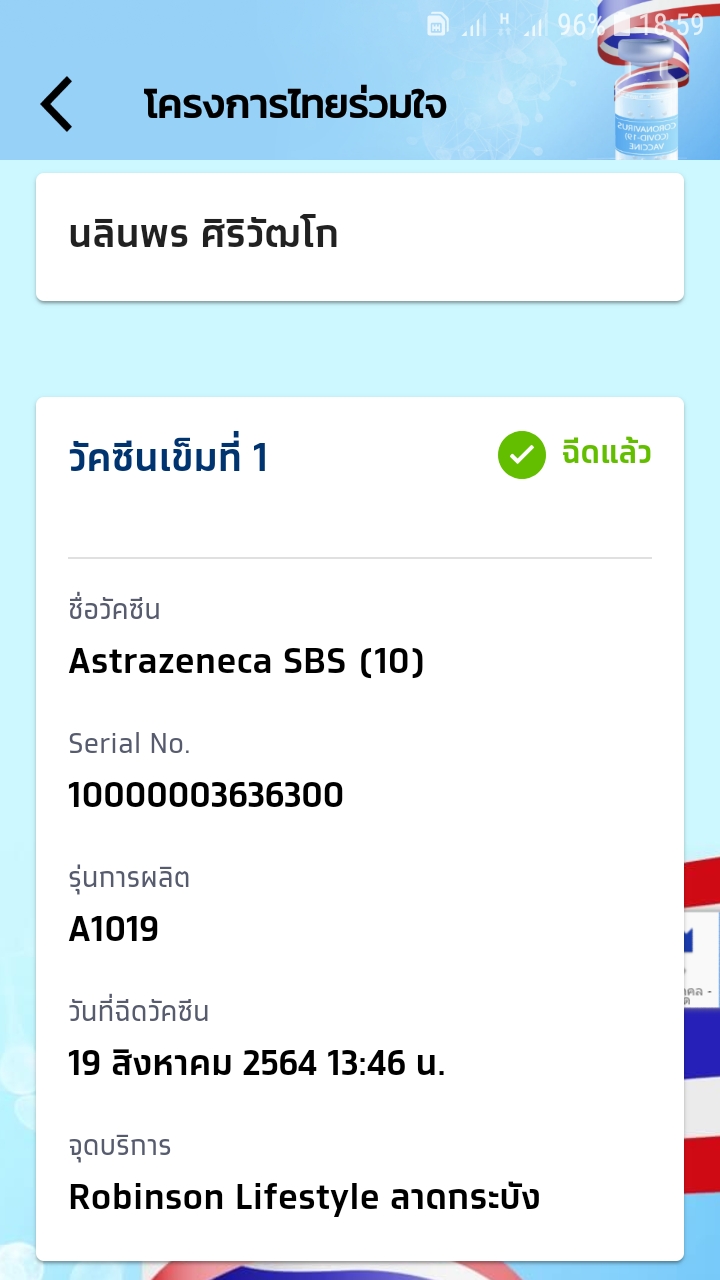 96% 18:59
โครงการไทยร่วมใจ
นลินพร ศิริวัฒโก
วัคซีนเข็มที่ 1
ฉีดแล้ว
ชื่อวัคซีน
Astrazeneca SBS (10)
Serial No.
10000003636300
รุ่นการผลิต
A1019
วันที่ฉีดวัคซีน
19 สิงหาคม 2564 13:46 น.
จุดบริการ
Robinson Lifestyle ลาดกระบัง
CORONAVIRUS
(COVID-19)
VACCINE